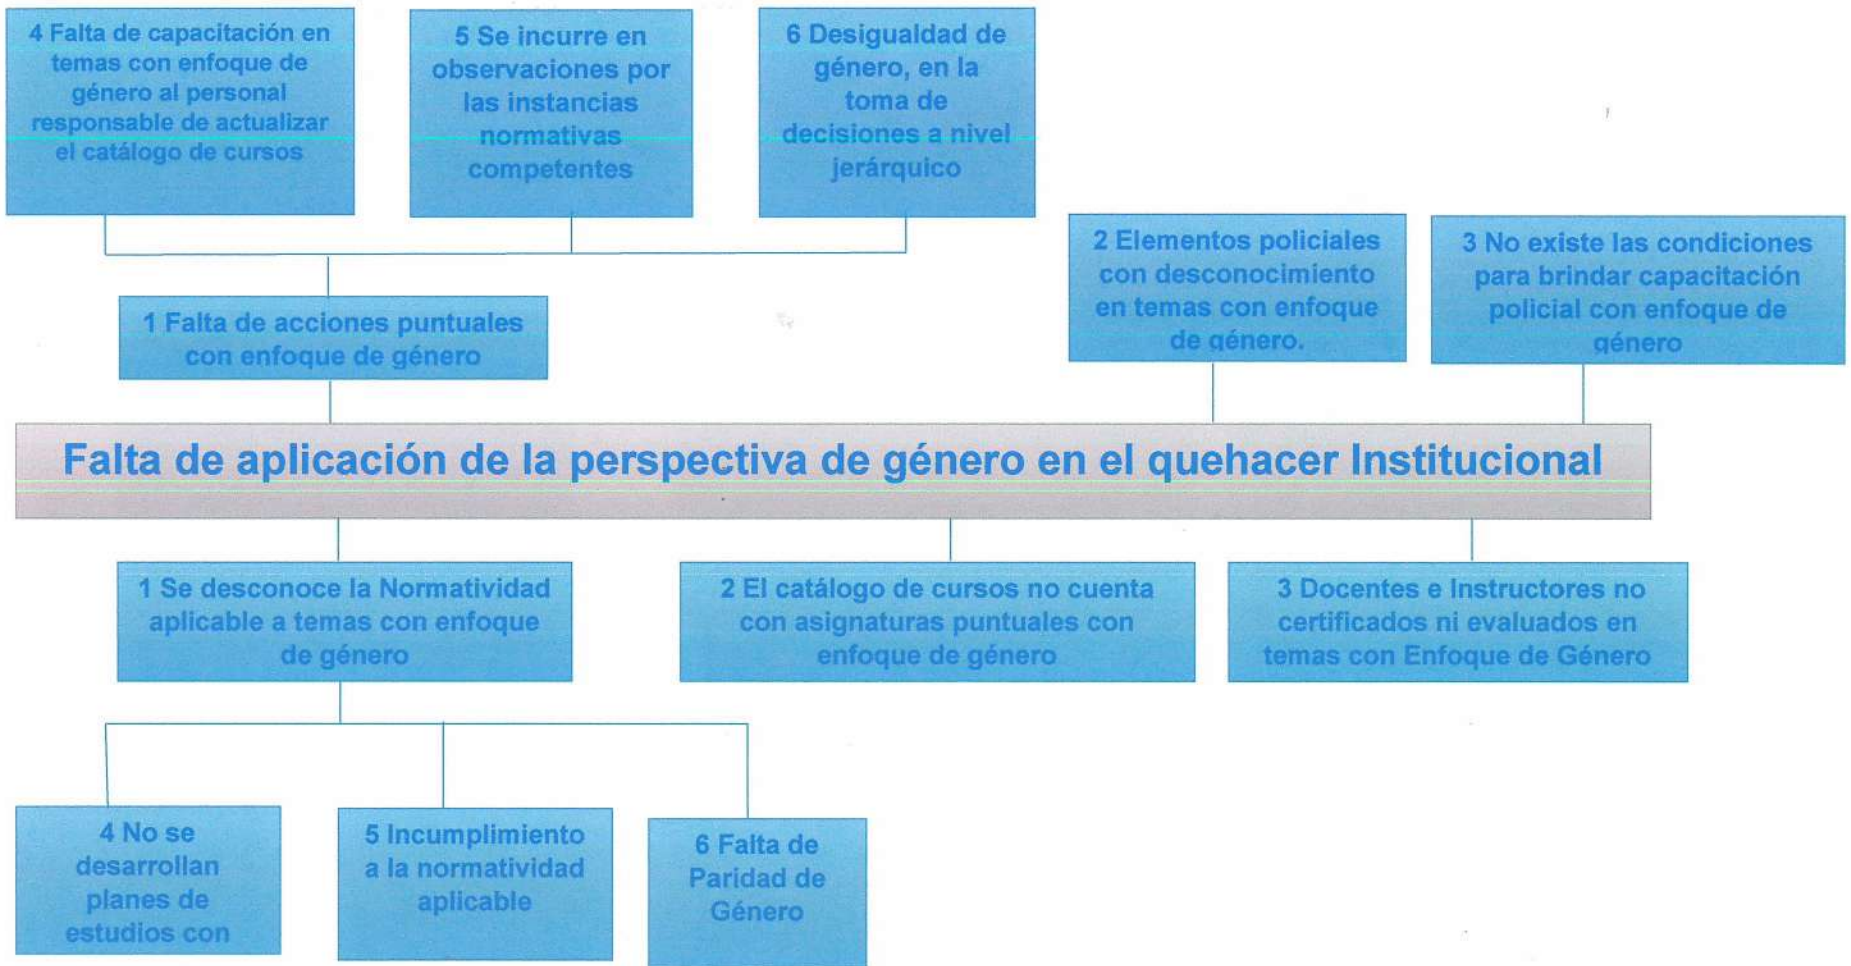 4 Falta de capacitación en
temas con enfoque de
género al personal
responsable de actualizar
el catálogo de cursos
5 Se incurre en
observaciones por
las instancias
normativas
competentes
6 Desigualdad de
género, en la
toma de
decisiones a nivel
jerárquico
2 Elementos policiales
con desconocimiento
en temas con enfoque
de género.
3 No existe las condiciones
para brindar capacitación
policial con enfoque de
género
1 Falta de acciones puntuales
con enfoque de género
Falta de aplicación de la perspectiva de género en el quehacer Institucional
1 Se desconoce la Normatividad
aplicable a temas con enfoque
de género
2 El catálogo de cursos no cuenta
con asignaturas puntuales con
enfoque de género
3 Docentes e Instructores no
certificados ni evaluados en
temas con Enfoque de Género
4 No se
desarrollan
planes de
estudios con
5 Incumplimiento
a la normatividad
aplicable
6 Falta de
Paridad de
Género